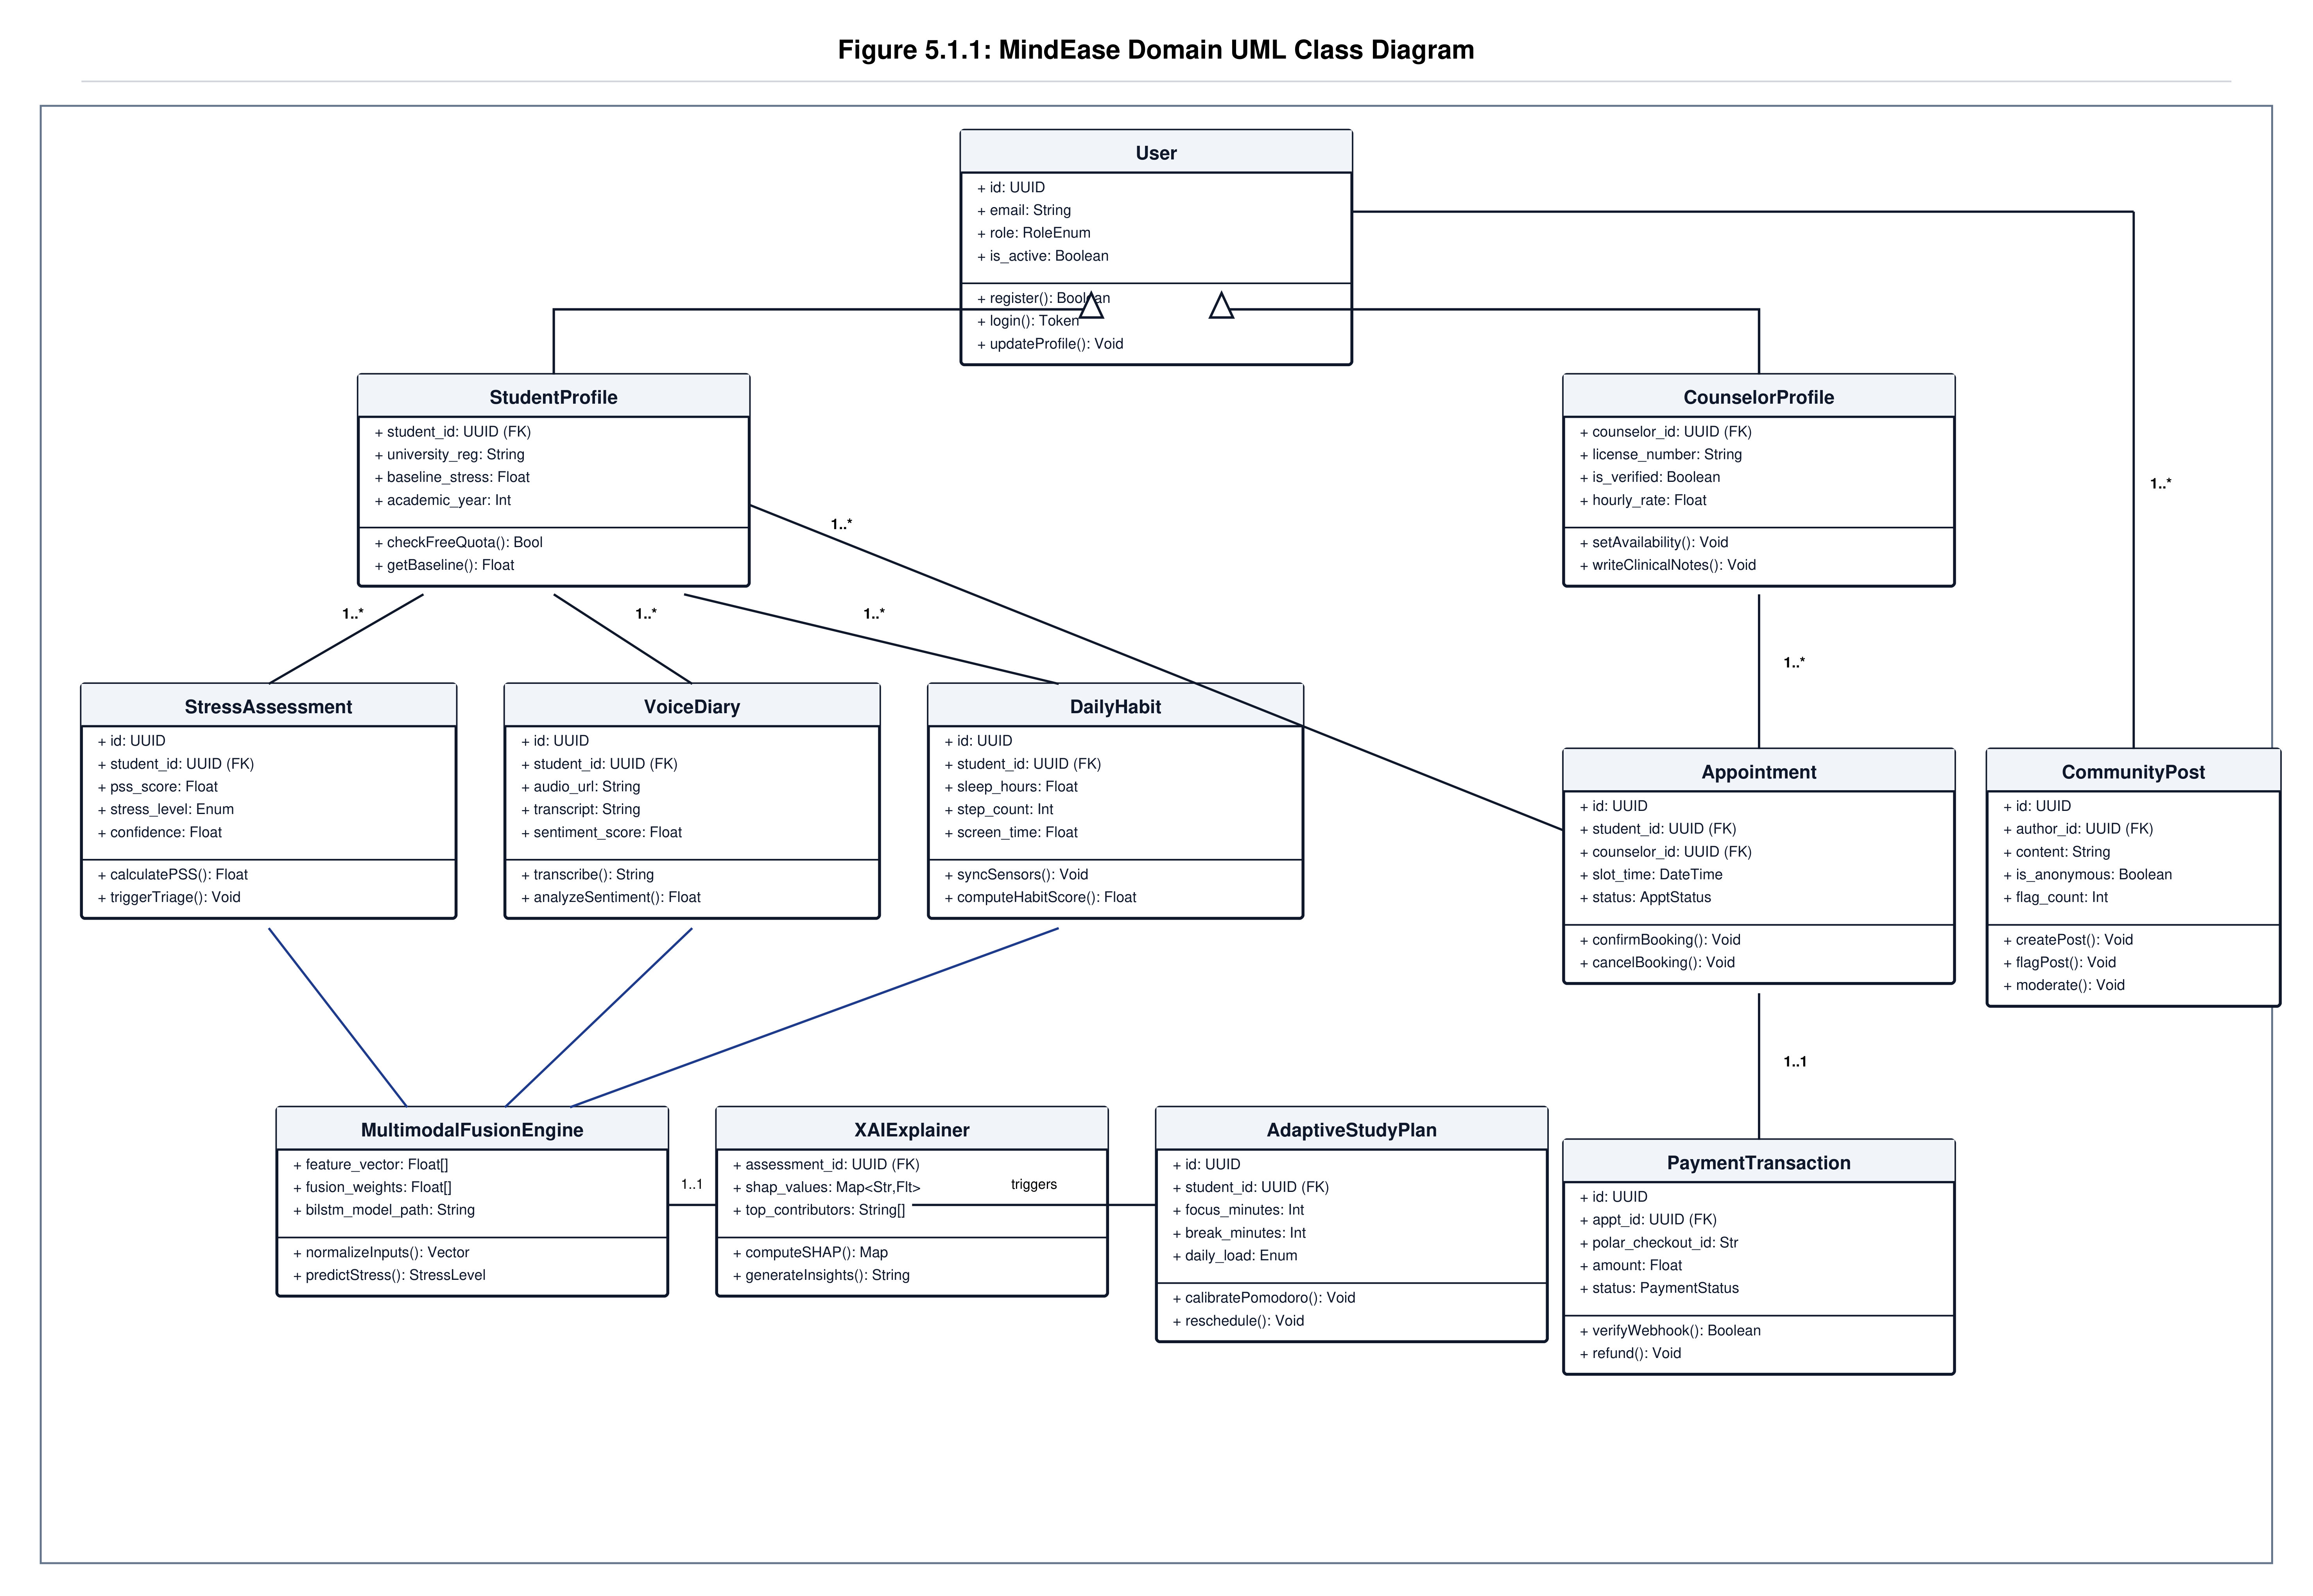 Figure 5.1.1: MindEase Domain UML Class Diagram
User
+ id: UUID
+ email: String
+ role: RoleEnum
+ is_active: Boolean
+ register(): Boolean
+ login(): Token
+ updateProfile(): Void
StudentProfile
+ student_id: UUID (FK)
+ university_reg: String
+ baseline_stress: Float
+ academic_year: Int
+ checkFreeQuota(): Bool
+ getBaseline(): Float
CounselorProfile
+ counselor_id: UUID (FK)
+ license_number: String
+ is_verified: Boolean
+ hourly_rate: Float
+ setAvailability(): Void
+ writeClinicalNotes(): Void
1..*
1..*
1..*
1..*
1..*
1..*
StressAssessment
+ id: UUID
+ student_id: UUID (FK)
+ pss_score: Float
+ stress_level: Enum
+ confidence: Float
+ calculatePSS(): Float
+ triggerTriage(): Void
VoiceDiary
+ id: UUID
+ student_id: UUID (FK)
+ audio_url: String
+ transcript: String
+ sentiment_score: Float
+ transcribe(): String
+ analyzeSentiment(): Float
DailyHabit
+ id: UUID
+ student_id: UUID (FK)
+ sleep_hours: Float
+ step_count: Int
+ screen_time: Float
+ syncSensors(): Void
+ computeHabitScore(): Float
Appointment
+ id: UUID
+ student_id: UUID (FK)
+ counselor_id: UUID (FK)
+ slot_time: DateTime
+ status: ApptStatus
+ confirmBooking(): Void
+ cancelBooking(): Void
CommunityPost
+ id: UUID
+ author_id: UUID (FK)
+ content: String
+ is_anonymous: Boolean
+ flag_count: Int
+ createPost(): Void
+ flagPost(): Void
+ moderate(): Void
1..1
MultimodalFusionEngine
+ feature_vector: Float[]
+ fusion_weights: Float[]
+ bilstm_model_path: String
+ normalizeInputs(): Vector
+ predictStress(): StressLevel
1..1
XAIExplainer
+ assessment_id: UUID (FK)
+ shap_values: Map<Str,Flt>
+ top_contributors: String[]
+ computeSHAP(): Map
+ generateInsights(): String
triggers
AdaptiveStudyPlan
+ id: UUID
+ student_id: UUID (FK)
+ focus_minutes: Int
+ break_minutes: Int
+ daily_load: Enum
+ calibratePomodoro(): Void
+ reschedule(): Void
PaymentTransaction
+ id: UUID
+ appt_id: UUID (FK)
+ polar_checkout_id: Str
+ amount: Float
+ status: PaymentStatus
+ verifyWebhook(): Boolean
+ refund(): Void